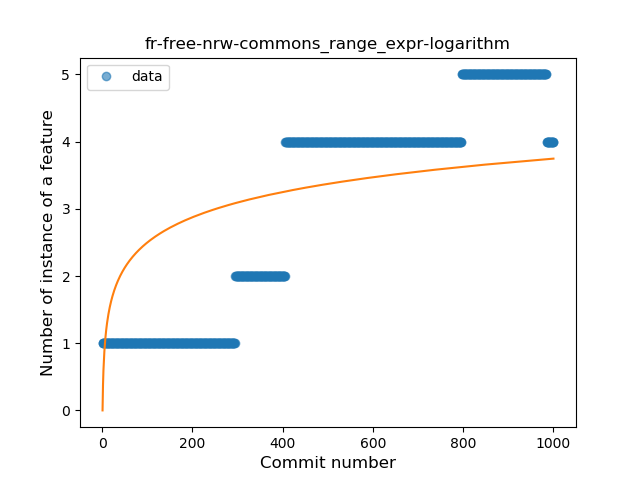 fr-free-nrw-commons_range_expr-logarithm
data
Number of instance of a feature
5
4
3
2
1
0
0 200 400 600 800 1000
Commit number